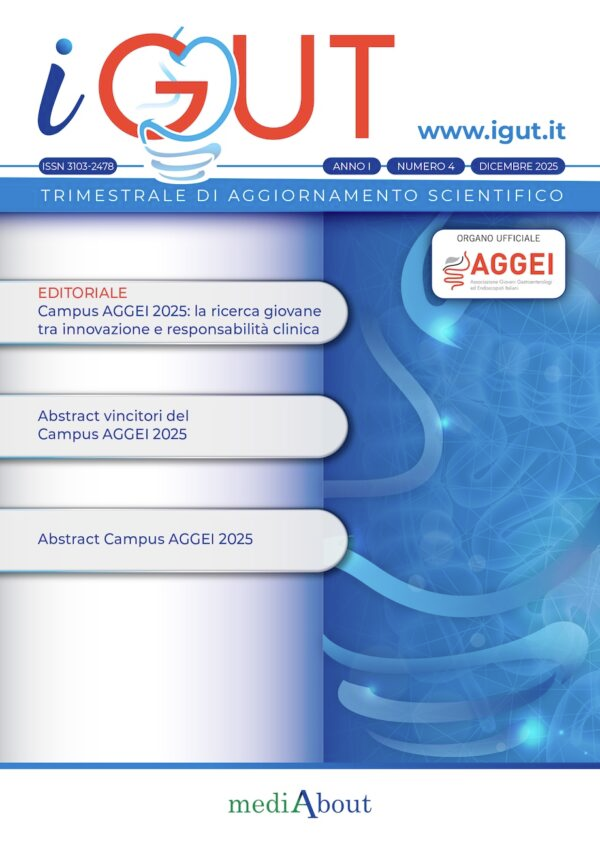 iGUT
www.igut.it
ISSN 3103-2478
ANNO I
NUMERO 4
DICEMBRE 2025
TRIMESTRALE DI AGGIORNAMENTO SCIENTIFICO
ORGANO UFFICIALE
AGGEI
Associazione Giovani Gastroenterologi
ed Endoscopisti Italiani
EDITORIALE
Campus AGGEI 2025: la ricerca giovane
tra innovazione e responsabilità clinica
Abstract vincitori del
Campus AGGEI 2025
Abstract Campus AGGEI 2025
mediAbout